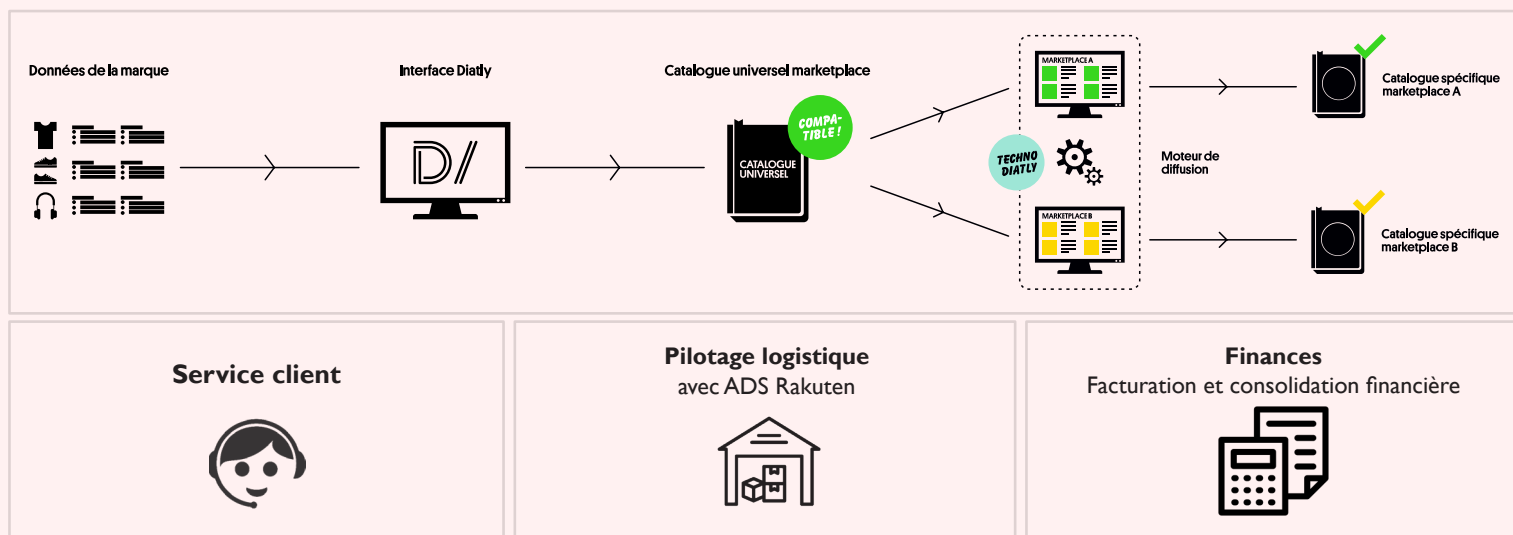 Données de la marque
Interface Diatly
D/
Catalogue universel marketplace
COMPA-
TIBLE !
CATALOGUE
UNIVERSEL
MARKETPLACE A
TECHNO
DIATLY
Moteur de
diffusion
MARKETPLACE B
Catalogue spécifique
marketplace A
Catalogue spécifique
marketplace B
Service client
Pilotage logistique
avec ADS Rakuten
Finances
Facturation et consolidation financière